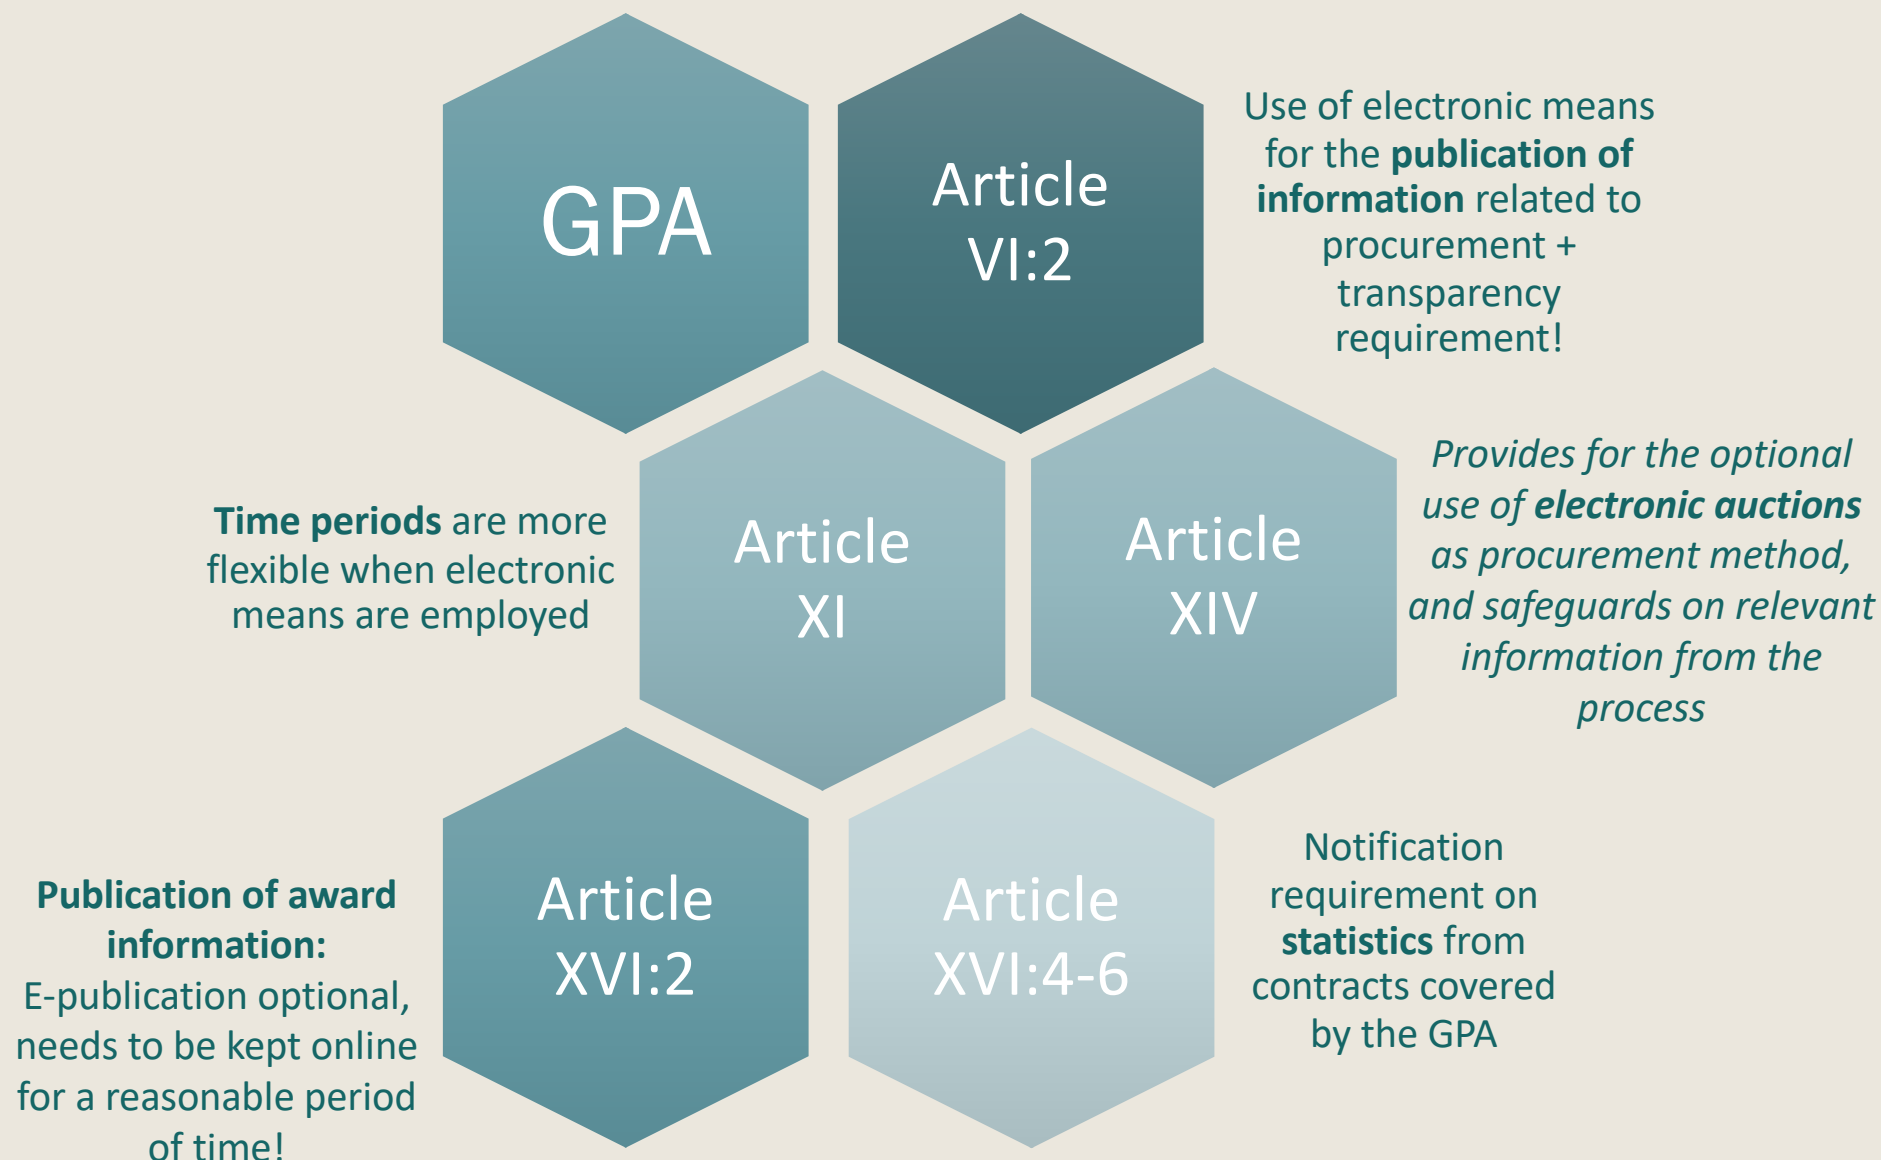 GPA
Article
VI:2
Use of electronic means
for the publication of
information related to
procurement +
transparency
requirement!
Time periods are more
flexible when electronic
means are employed
Article
XI
Article
XIV
Provides for the optional
use of electronic auctions
as procurement method,
and safeguards on relevant
information from the
process
Publication of award
information:
E-publication optional,
needs to be kept online
for a reasonable period
of time!
Article
XVI:2
Article
XVI:4-6
Notification
requirement on
statistics from
contracts covered
by the GPA